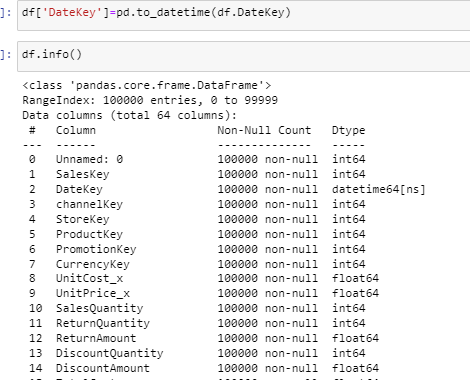 ]: df['DateKey']=pd.to_datetime(df.DateKey)
]: df.info()
<class 'pandas.core.frame.DataFrame'>
RangeIndex: 100000 entries, 0 to 99999
Data columns (total 64 columns):
# Column Non-Null Count Dtype
--- ------ -------------- -----
0 Unnamed: 0 100000 non-null int64
1 SalesKey 100000 non-null int64
2 DateKey 100000 non-null datetime64[ns]
3 channelKey 100000 non-null int64
4 StoreKey 100000 non-null int64
5 ProductKey 100000 non-null int64
6 PromotionKey 100000 non-null int64
7 CurrencyKey 100000 non-null int64
8 UnitCost_x 100000 non-null float64
9 UnitPrice_x 100000 non-null float64
10 SalesQuantity 100000 non-null int64
11 ReturnQuantity 100000 non-null int64
12 ReturnAmount 100000 non-null float64
13 DiscountQuantity 100000 non-null int64
14 DiscountAmount 100000 non-null float64